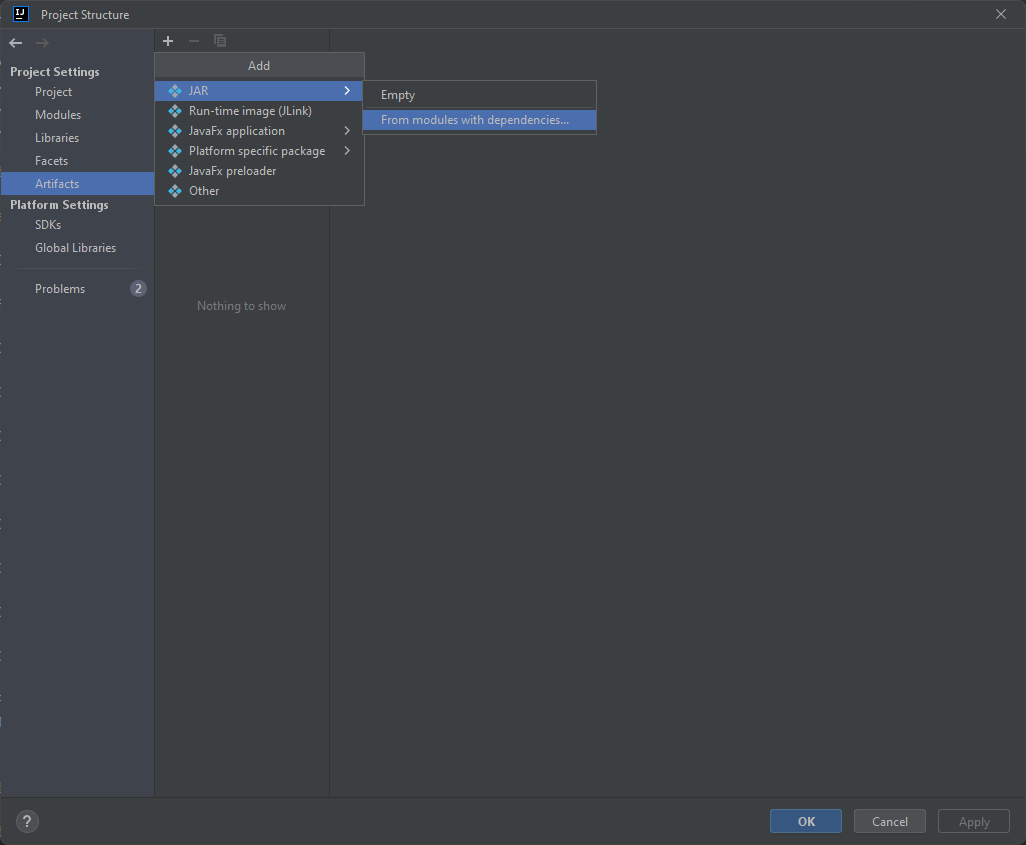 IJ
Project Structure
Project Settings
Project
Modules
Libraries
Facets
Artifacts
Platform Settings
SDKs
Global Libraries
Problems
2
Add
JAR
Run-time image (JLink)
JavaFx application
Platform specific package
JavaFx preloader
Other
Empty
From modules with dependencies...
Nothing to show
?
OK
Cancel
Apply